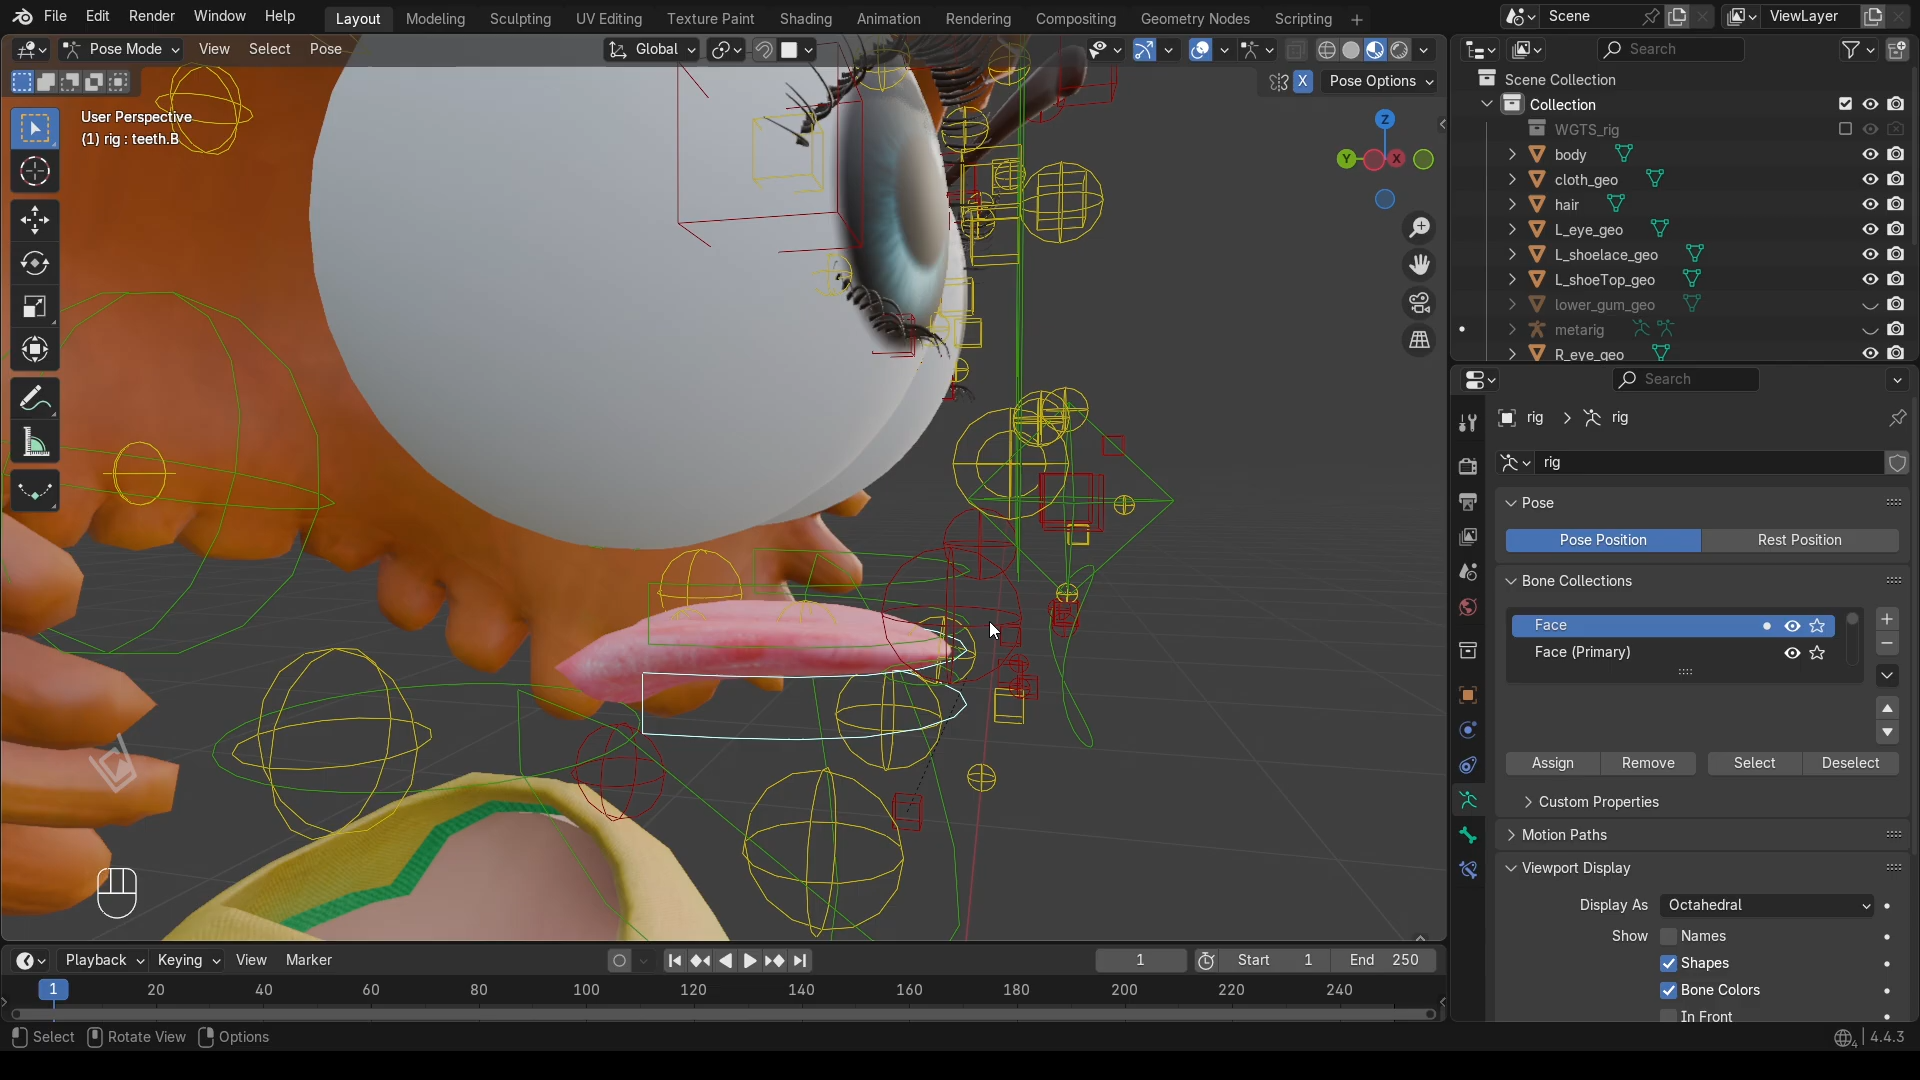 File Edit Render Window Help Layout Modeling Sculpting UV Editing Texture Paint Shading Animation Rendering Compositing Geometry Nodes Scripting + Scene ViewLayer
Pose Mode View Select Pose Global Search
X Pose Options
User Perspective
(1) rig : teeth.B
Z
Y X
Scene Collection
Collection
WGTS_rig
body
cloth_geo
hair
L_eye_geo
L_shoelace_geo
L_shoeTop_geo
lower_gum_geo
metarig
R_eye_geo
Search
rig > rig
rig
Pose
Pose Position Rest Position
Bone Collections
Face
Face (Primary)
Assign Remove Select Deselect
Custom Properties
Motion Paths
Viewport Display
Display As Octahedral
Show Names
Shapes
Bone Colors
In Front
Playback Keying View Marker 1 Start 1 End 250
1 20 40 60 80 100 120 140 160 180 200 220 240
Select Rotate View Options 4.4.3